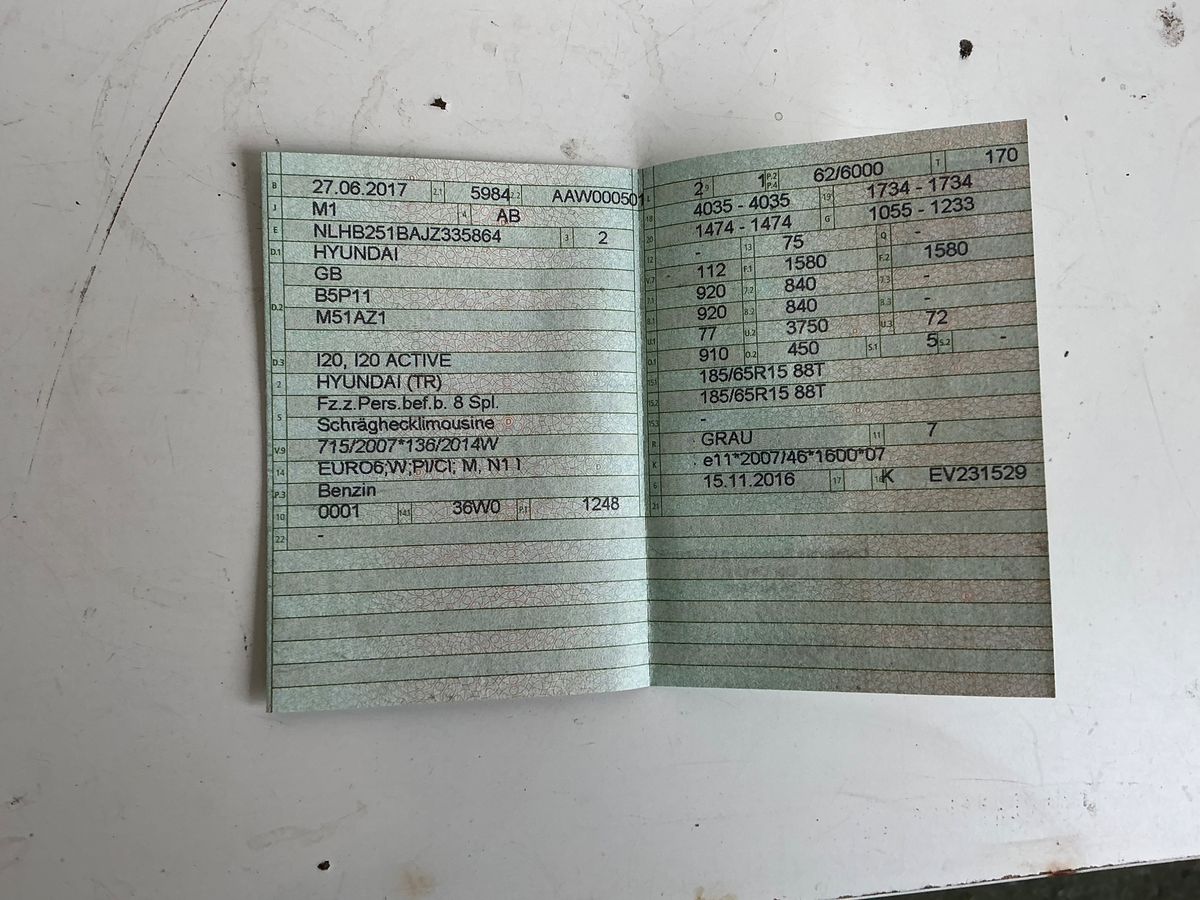 B 27.06.2017 2.1 5984 2.2 AAW000501
J M1 4 AB
E NLHB251BAJZ335864 3 2
D.1 HYUNDAI
GB
D.2 B5P11
M51AZ1
D.3 I20, I20 ACTIVE
2 HYUNDAI (TR)
5 Fz.z.Pers.bef.b. 8 Spl.
Schräghecklimousine
V.9 715/2007*136/2014W
14 EURO6;W;PI/CI; M, N1 I
P.3 Benzin
10 0001 14.1 36W0 P.1 1248
22 -
L 2 9 1 P.2 P.4 62/6000 T 170
18 4035 - 4035 19 1734 - 1734
20 1474 - 1474 G 1055 - 1233
12 - 13 75 Q -
V.7 112 F.1 1580 F.2 1580
7.1 920 7.2 840 7.3 -
8.1 920 8.2 840 8.3 -
U.1 77 U.2 3750 U.3 72
O.1 910 O.2 450 S.1 5 S.2 -
15.1 185/65R15 88T
15.2 185/65R15 88T
15.3 -
R GRAU 11 7
K e11*2007/46*1600*07
6 15.11.2016 17 16 K EV231529
21